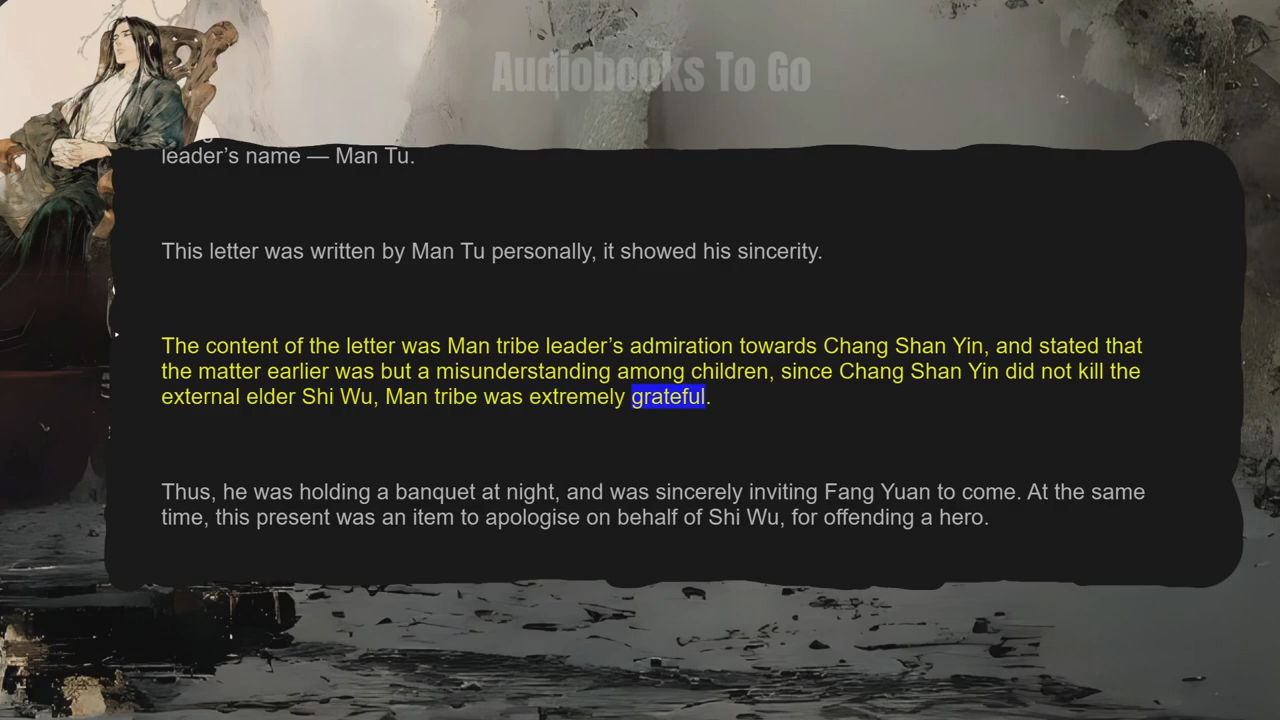 Audiobooks To Go
leader’s name — Man Tu.
This letter was written by Man Tu personally, it showed his sincerity.
The content of the letter was Man tribe leader’s admiration towards Chang Shan Yin, and stated that
the matter earlier was but a misunderstanding among children, since Chang Shan Yin did not kill the
external elder Shi Wu, Man tribe was extremely grateful.
Thus, he was holding a banquet at night, and was sincerely inviting Fang Yuan to come. At the same
time, this present was an item to apologise on behalf of Shi Wu, for offending a hero.